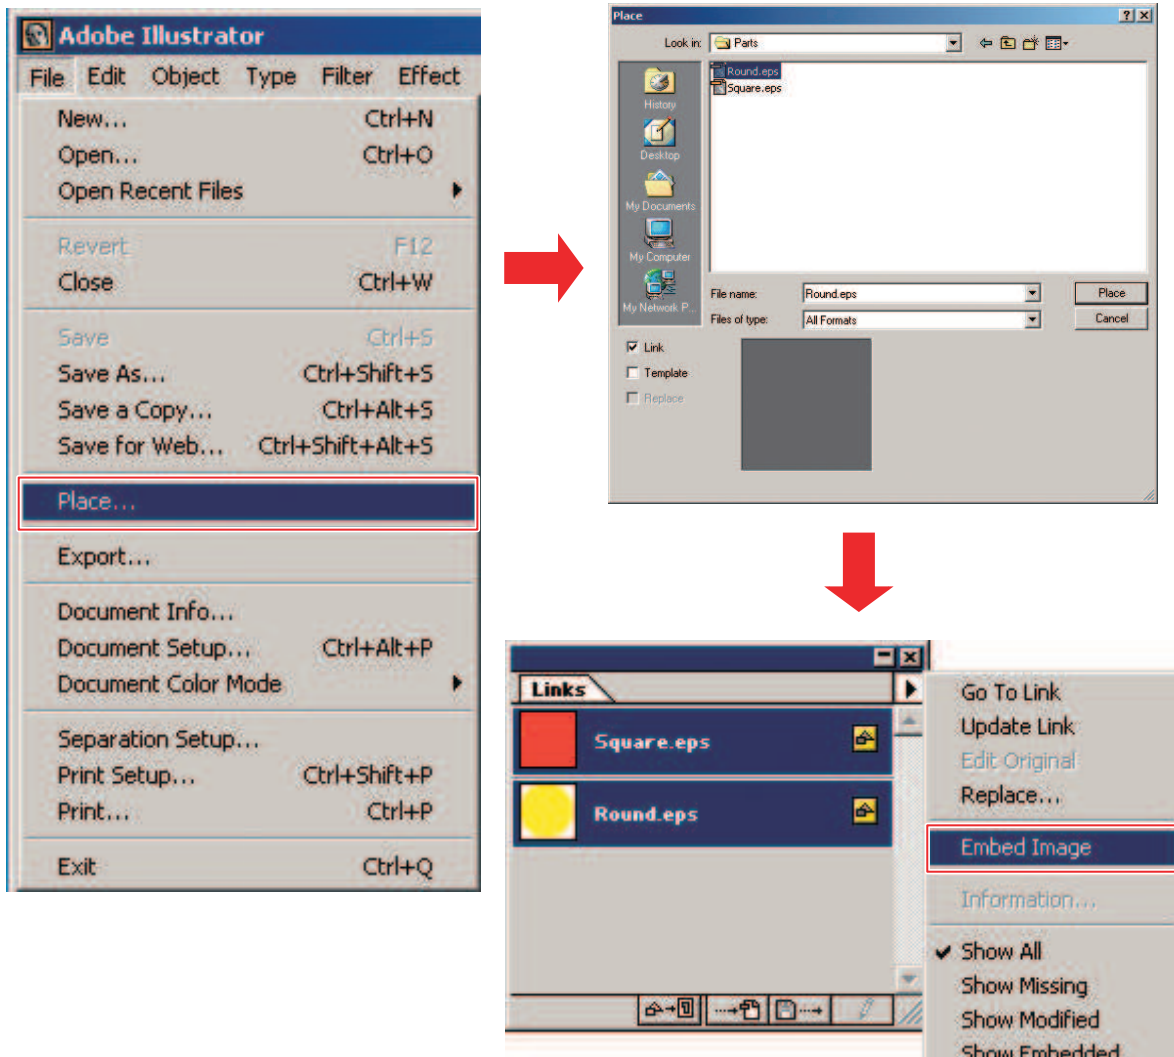 Adobe Illustrator
File Edit Object Type Filter Effect
New... Ctrl+N
Open... Ctrl+O
Open Recent Files
Revert F12
Close Ctrl+W
Save Ctrl+S
Save As... Ctrl+Shift+S
Save a Copy... Ctrl+Alt+S
Save for Web... Ctrl+Shift+Alt+S
Place...
Export...
Document Info...
Document Setup... Ctrl+Alt+P
Document Color Mode
Separation Setup...
Print Setup... Ctrl+Shift+P
Print... Ctrl+P
Exit Ctrl+Q
Place
Look in: Parts
Round.eps
Square.eps
History
Desktop
My Documents
My Computer
My Network P...
File name: Round.eps Place
Files of type: All Formats Cancel
Link
Template
Replace
Links
Square.eps
Round.eps
Go To Link
Update Link
Edit Original
Replace...
Embed Image
Information...
Show All
Show Missing
Show Modified
Show Embedded